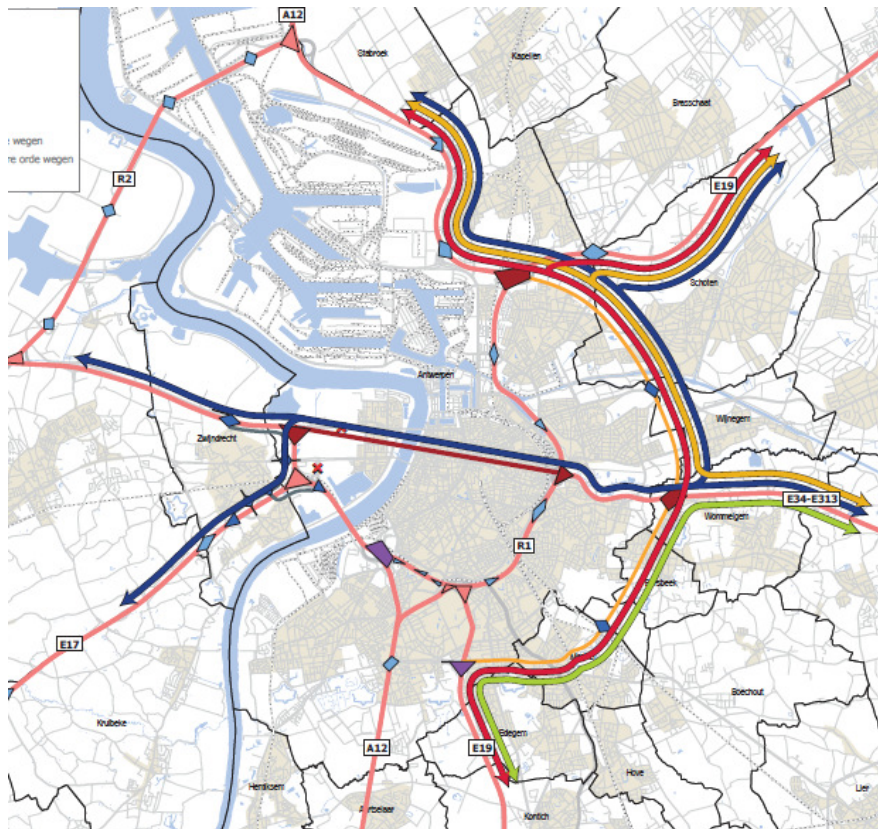 A12
Stabroek
Kapellen
Brasschaat
e wegen
re orde wegen
R2
E19
Schoten
Antwerpen
Wijnegem
Zwijndrecht
E34-E313
Wommelgem
R1
E17
Boechout
Kruibeke
Edegem
A12
E19
Hove
Hemiksem
Lier
Kontich